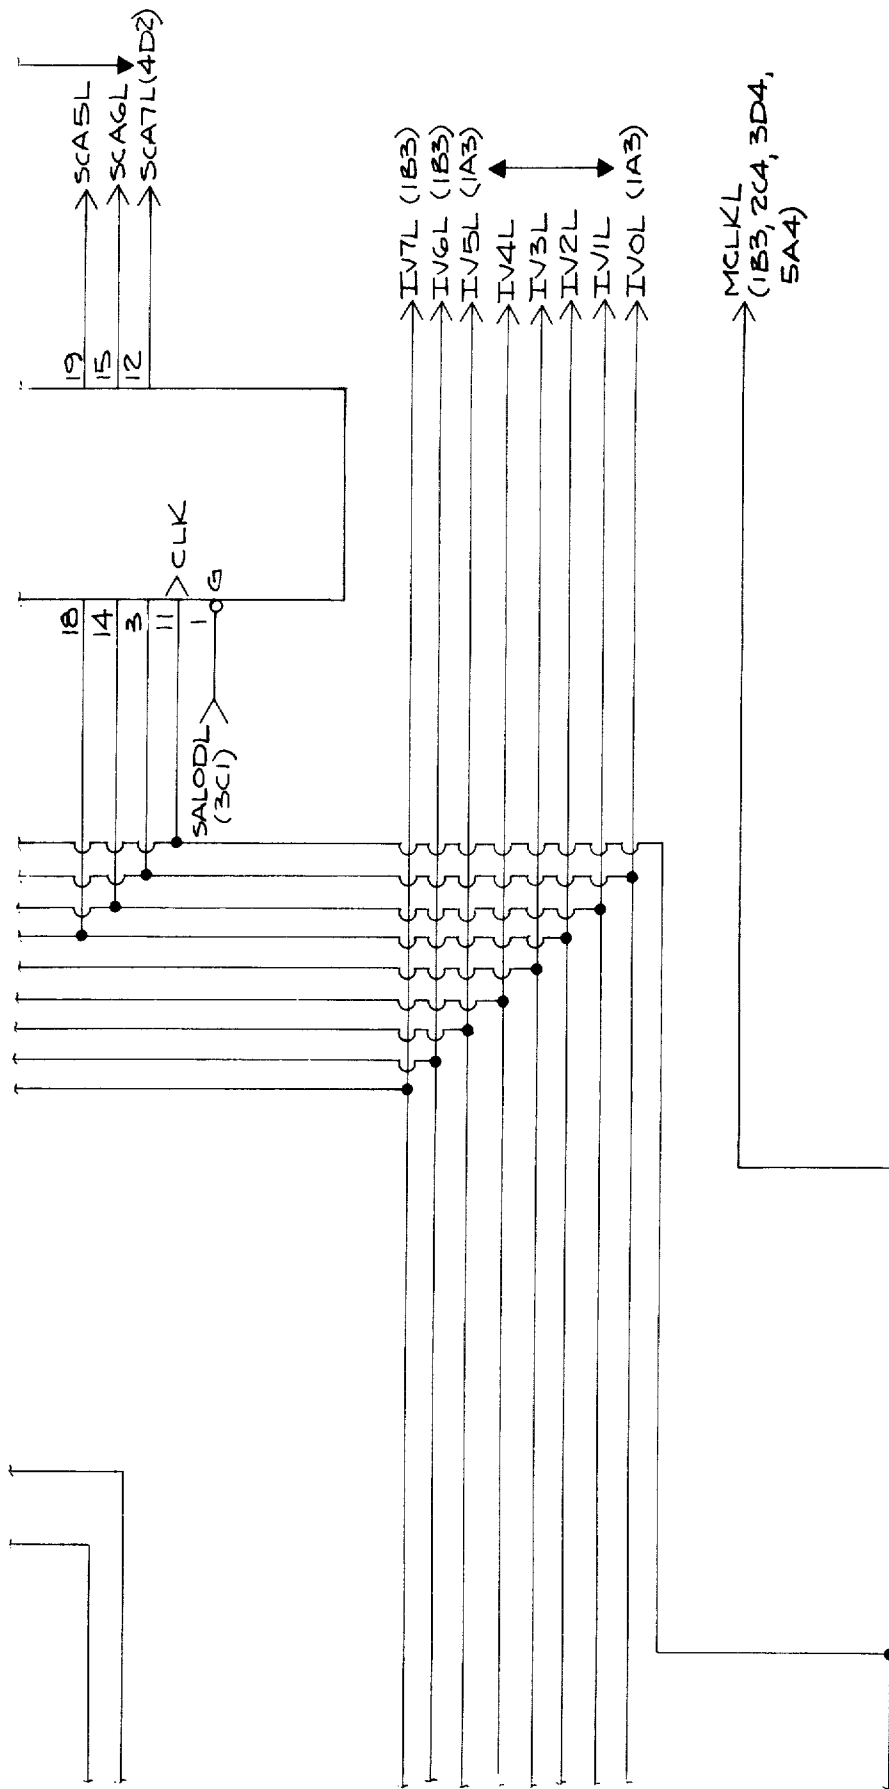 SCA5L
SCA6L
SCA7L (4D2)
19
15
12
18
14
3
11
CLK
1
G
SALODL
(3C1)
IV7L (1B3)
IV6L (1B3)
IV5L (1A3)
IV4L
IV3L
IV2L
IV1L
IV0L (1A3)
MCLKL
(1B3, 2C4, 3D4,
5A4)